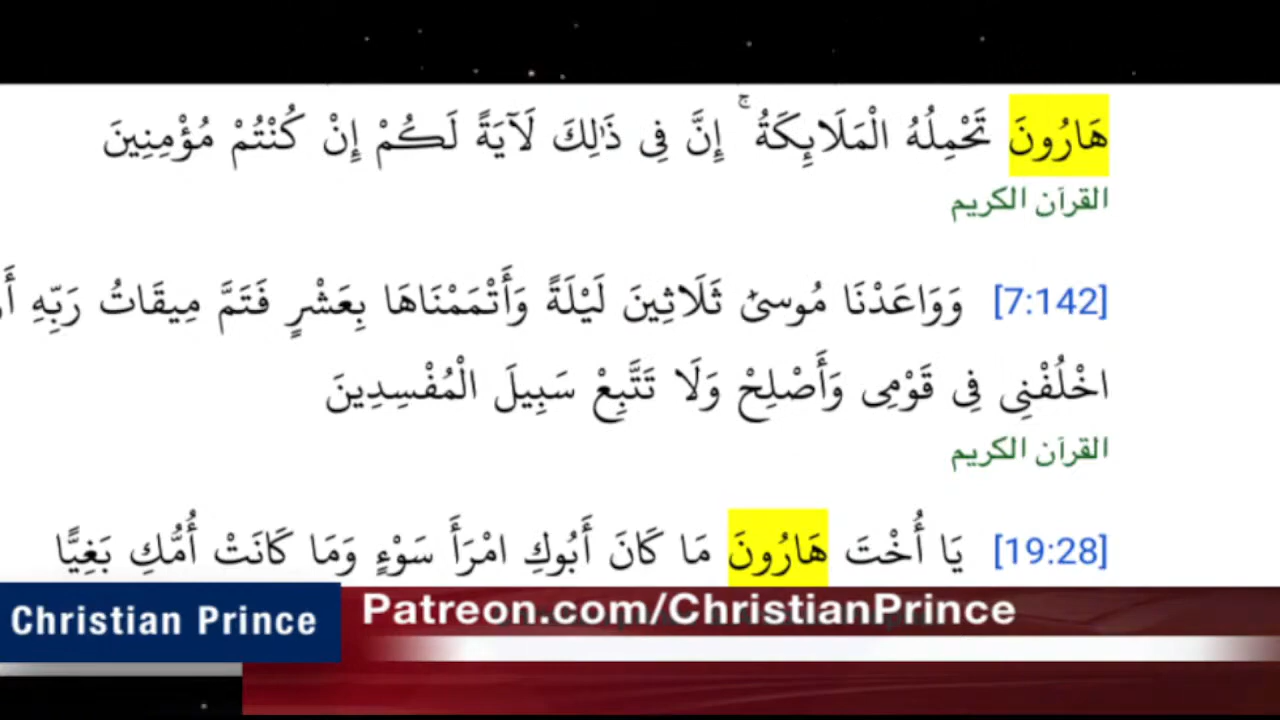 هَارُونَ تَحْمِلُهُ الْمَلَائِكَةُ ۚ إِنَّ فِي ذَٰلِكَ لَآيَةً لَكُمْ إِنْ كُنْتُمْ مُؤْمِنِينَ
القرآن الكريم
[7:142] وَوَاعَدْنَا مُوسَىٰ ثَلَاثِينَ لَيْلَةً وَأَتْمَمْنَاهَا بِعَشْرٍ فَتَمَّ مِيقَاتُ رَبِّهِ أَ
اخْلُفْنِي فِي قَوْمِي وَأَصْلِحْ وَلَا تَتَّبِعْ سَبِيلَ الْمُفْسِدِينَ
القرآن الكريم
[19:28] يَا أُخْتَ هَارُونَ مَا كَانَ أَبُوكِ امْرَأَ سَوْءٍ وَمَا كَانَتْ أُمُّكِ بَغِيًّا
Patreon.com/ChristianPrince
Christian Prince